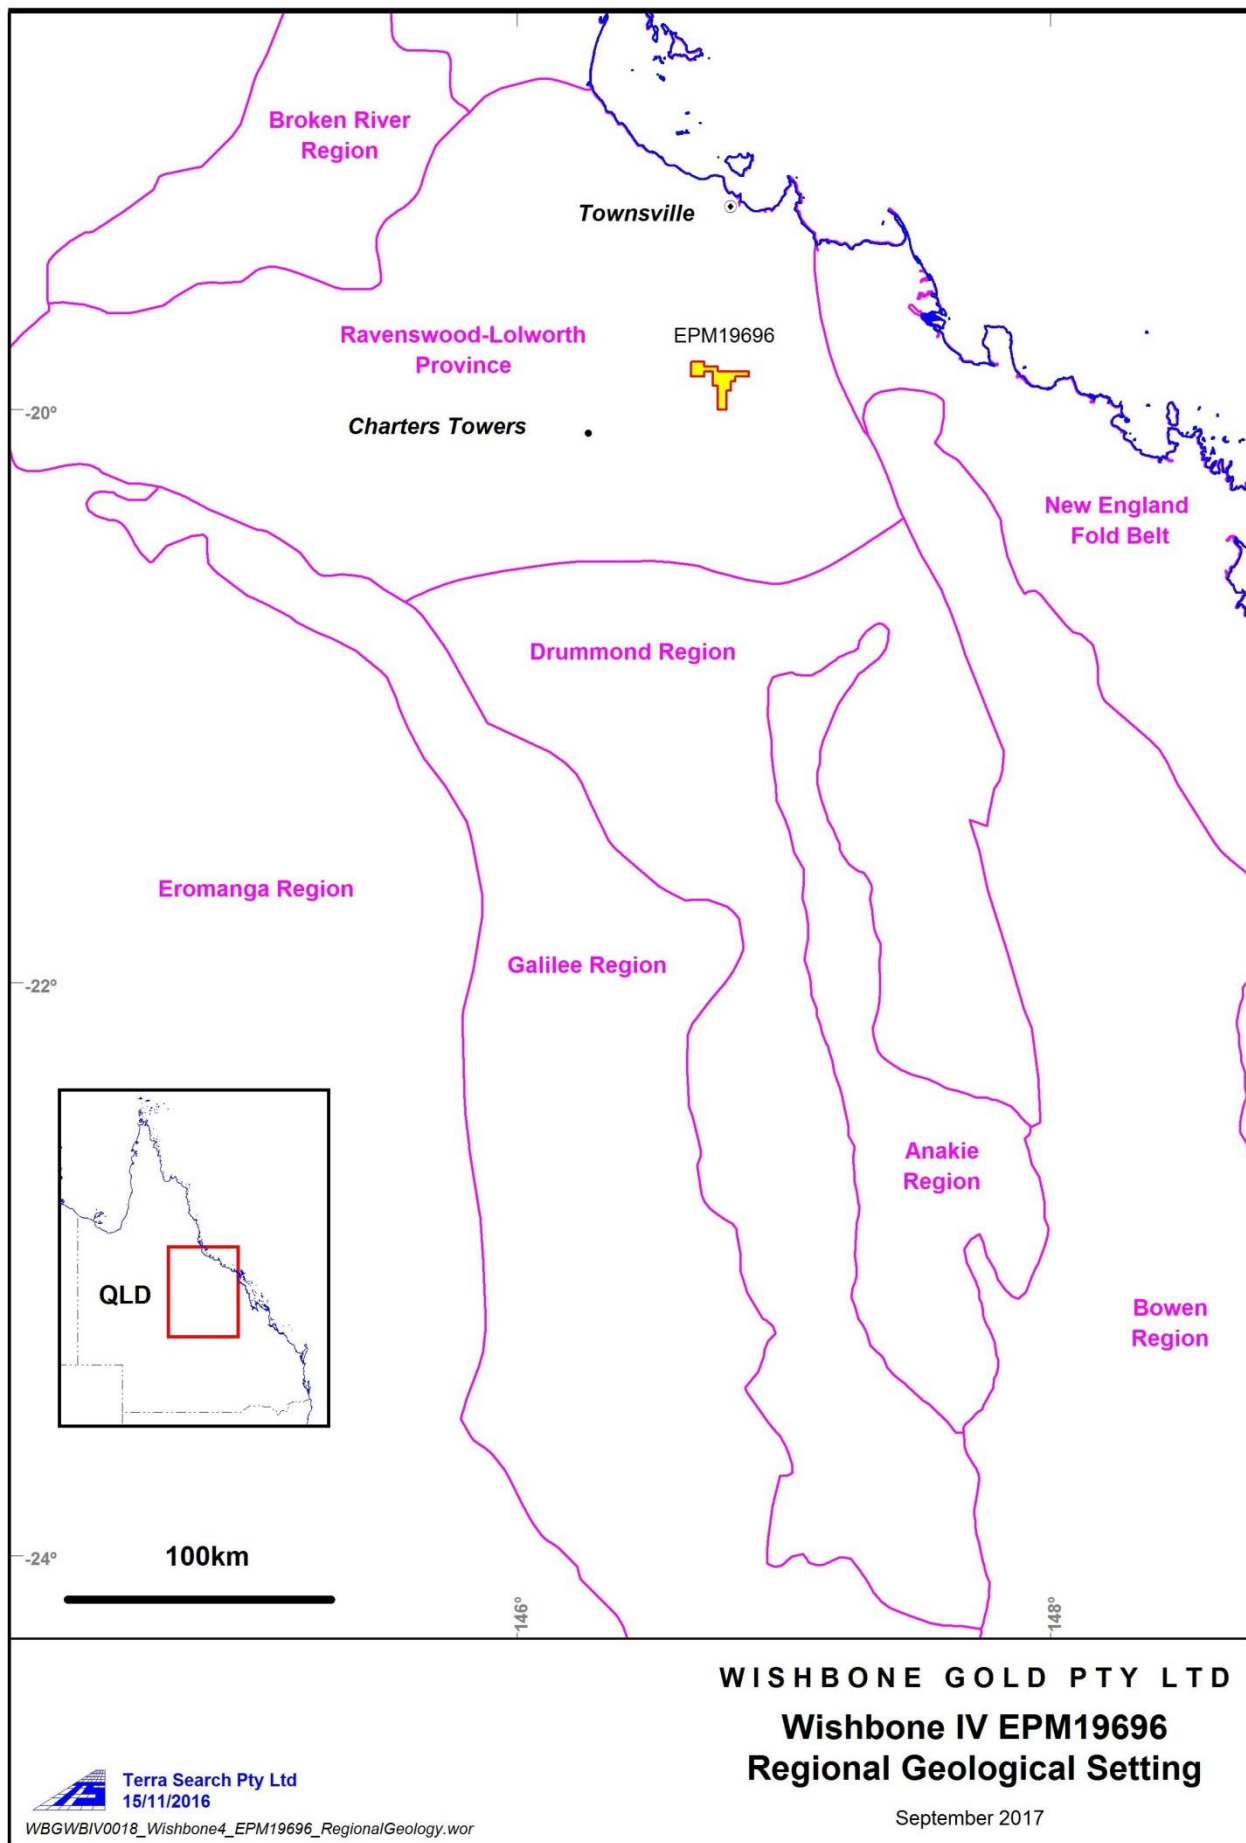 Broken River
Region
Townsville
Ravenswood-Lolworth
Province
EPM19696
-20°
Charters Towers
New England
Fold Belt
Drummond Region
Eromanga Region
Galilee Region
-22°
Anakie
Region
QLD
Bowen
Region
-24°
100km
146°
148°
WISHBONE GOLD PTY LTD
Wishbone IV EPM19696
Regional Geological Setting
September 2017
TS
Terra Search Pty Ltd
15/11/2016
WBGWBIV0018_Wishbone4_EPM19696_RegionalGeology.wor